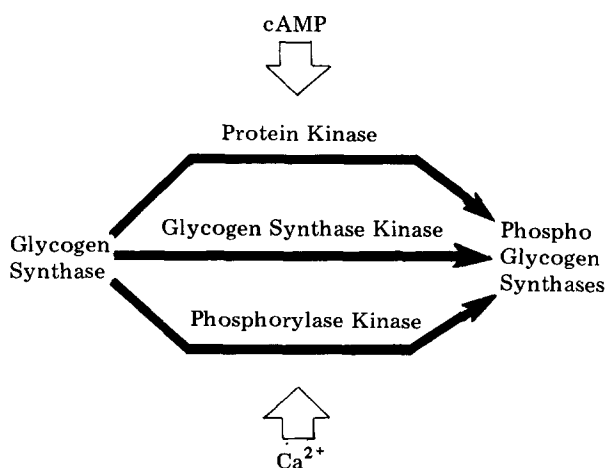 cAMP
Protein Kinase
Glycogen Synthase Kinase
Glycogen
Synthase
Phospho
Glycogen
Synthases
Phosphorylase Kinase
Ca²⁺